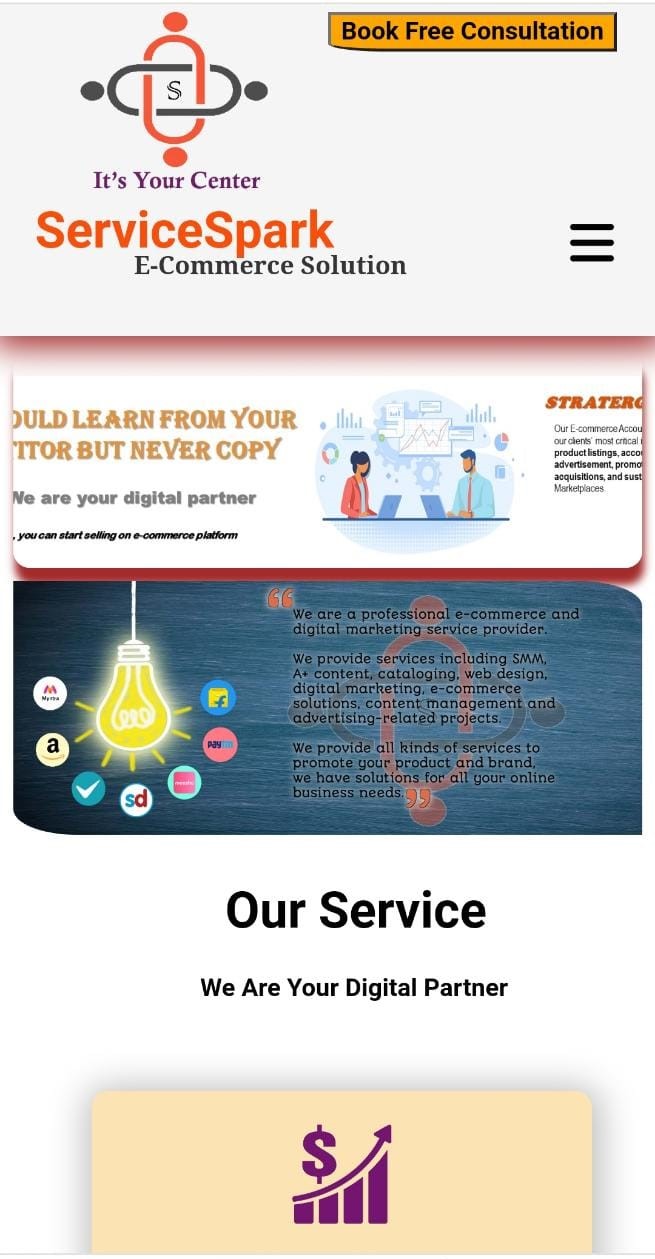 Book Free Consultation
S
It's Your Center
ServiceSpark
E-Commerce Solution
OULD LEARN FROM YOUR
TITOR BUT NEVER COPY
We are your digital partner
, you can start selling on e-commerce platform
STRATERG
Our E-commerce Accou
our clients' most critical
product listings, accou
advertisement, promo
acquisitions, and sust
Marketplaces
“
We are a professional e-commerce and
digital marketing service provider.
We provide services including SMM,
A+ content, cataloging, web design,
digital marketing, e-commerce
solutions, content management and
advertising-related projects.
We provide all kinds of services to
promote your product and brand,
we have solutions for all your online
business needs.”
Myntra
a
sd
meesho
paytm
Our Service
We Are Your Digital Partner
$